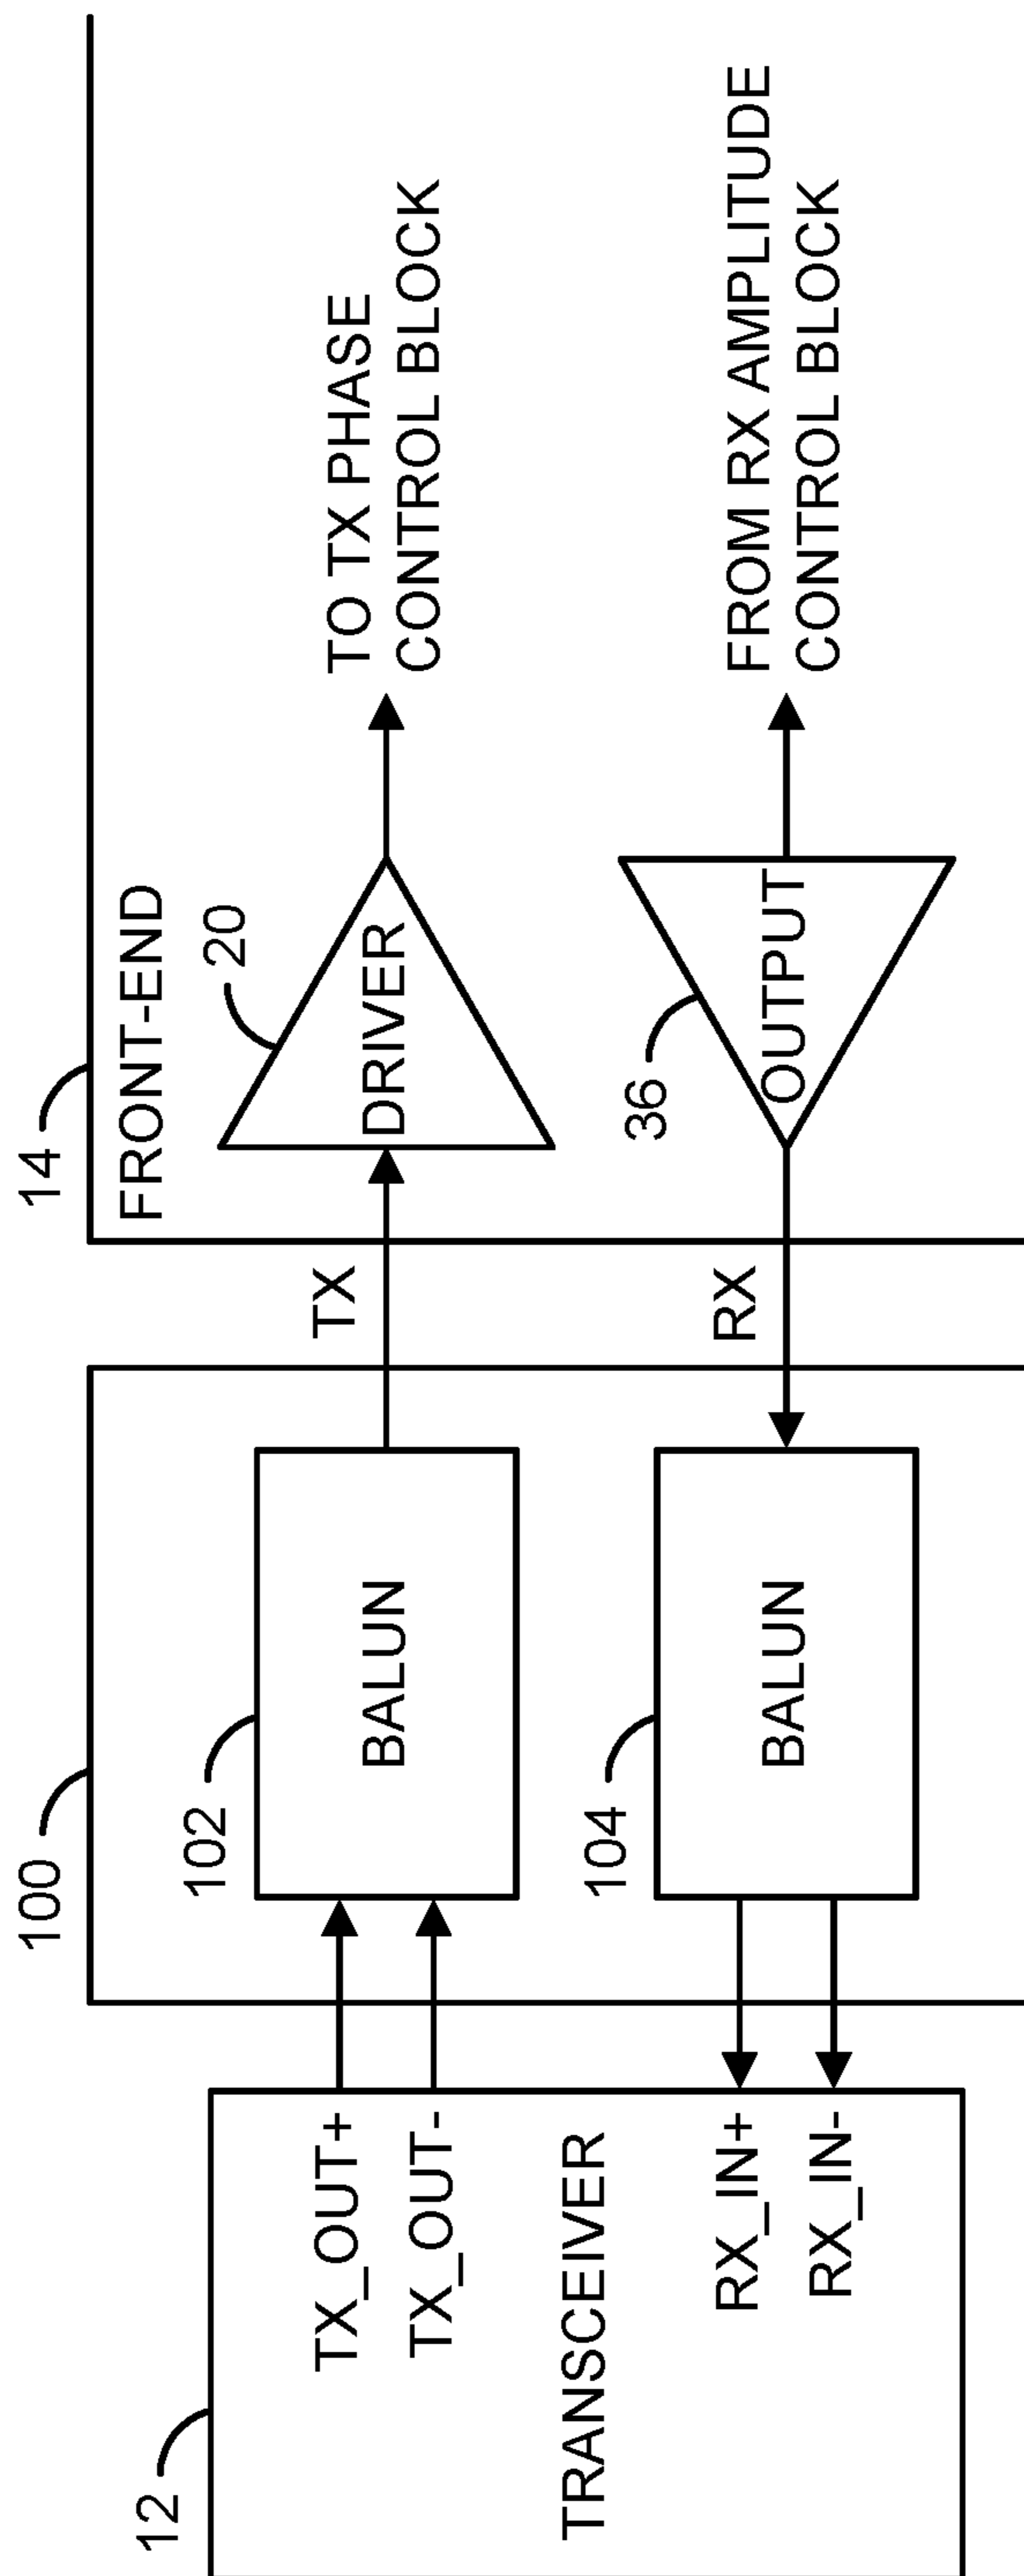 12
TRANSCEIVER
TX_OUT+
TX_OUT-
RX_IN+
RX_IN-
100
102
BALUN
104
BALUN
TX
RX
14
FRONT-END
20
DRIVER
36
OUTPUT
TO TX PHASE
CONTROL BLOCK
FROM RX AMPLITUDE
CONTROL BLOCK